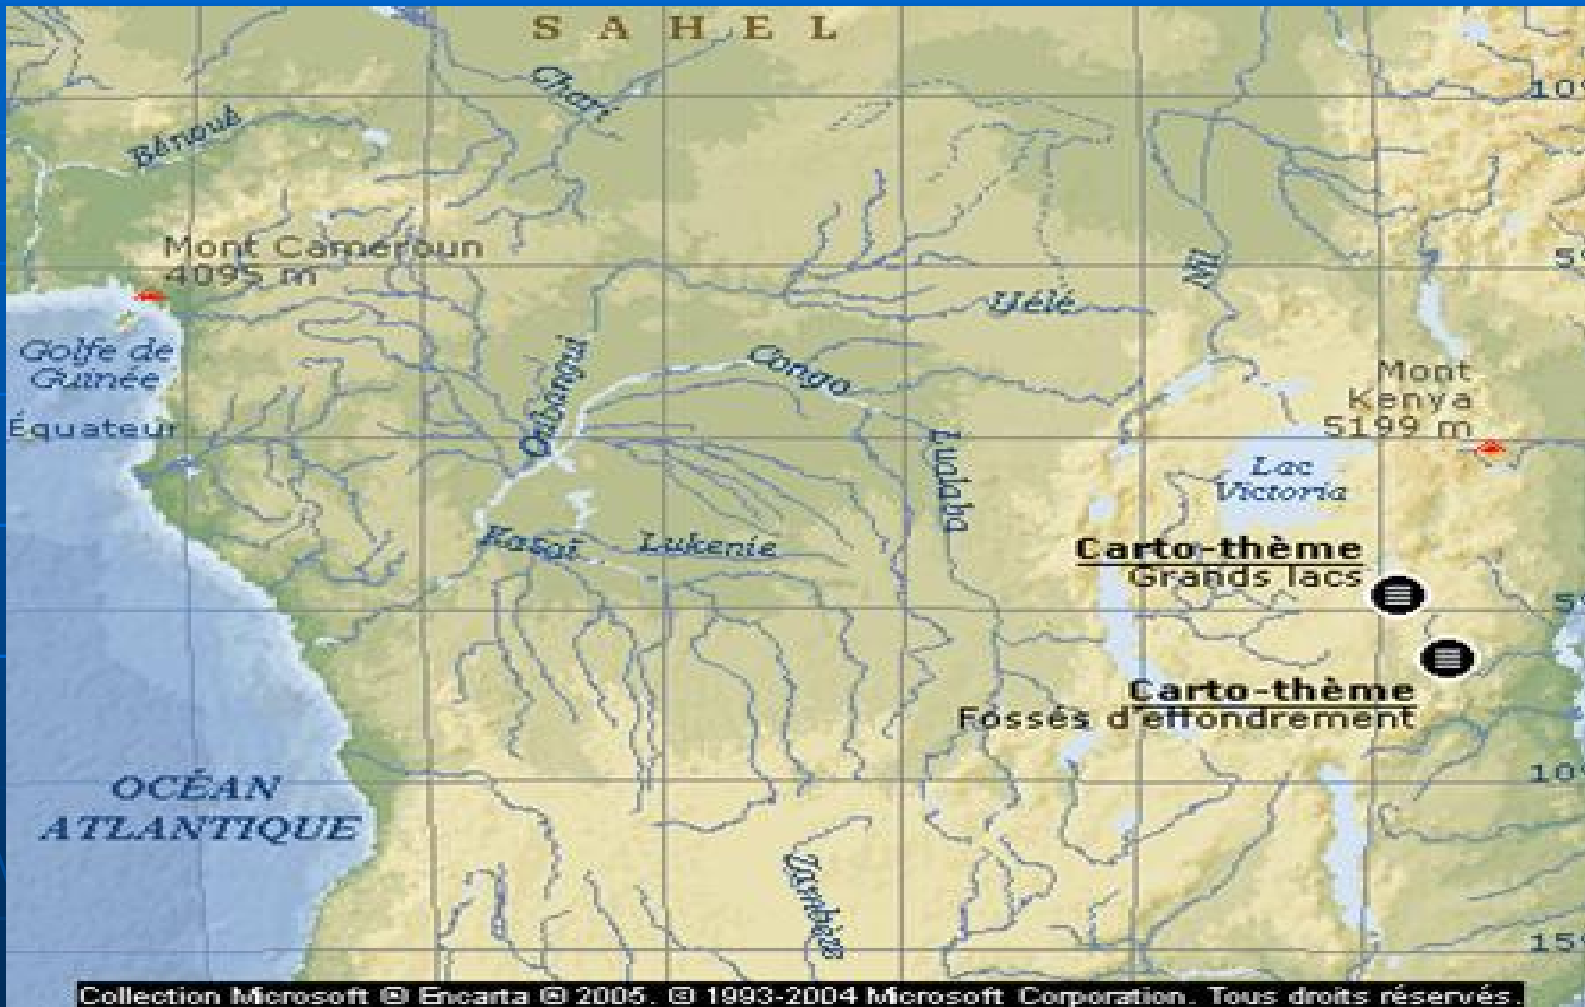 SAHEL
Chari
Bénoué
10°
Mont Cameroun
4095 m
Nil
5°
Uélé
Golfe de
Guinée
Oubangui
Congo
Mont
Kenya
5199 m
Équateur
Lualaba
Lac
Victoria
Kasaï
Lukenie
Carto-thème
Grands lacs
5°
Carto-thème
Fossés d'effondrement
OCÉAN
ATLANTIQUE
10°
Zambèze
15°
Collection Microsoft ® Encarta ® 2005. © 1993-2004 Microsoft Corporation. Tous droits réservés.